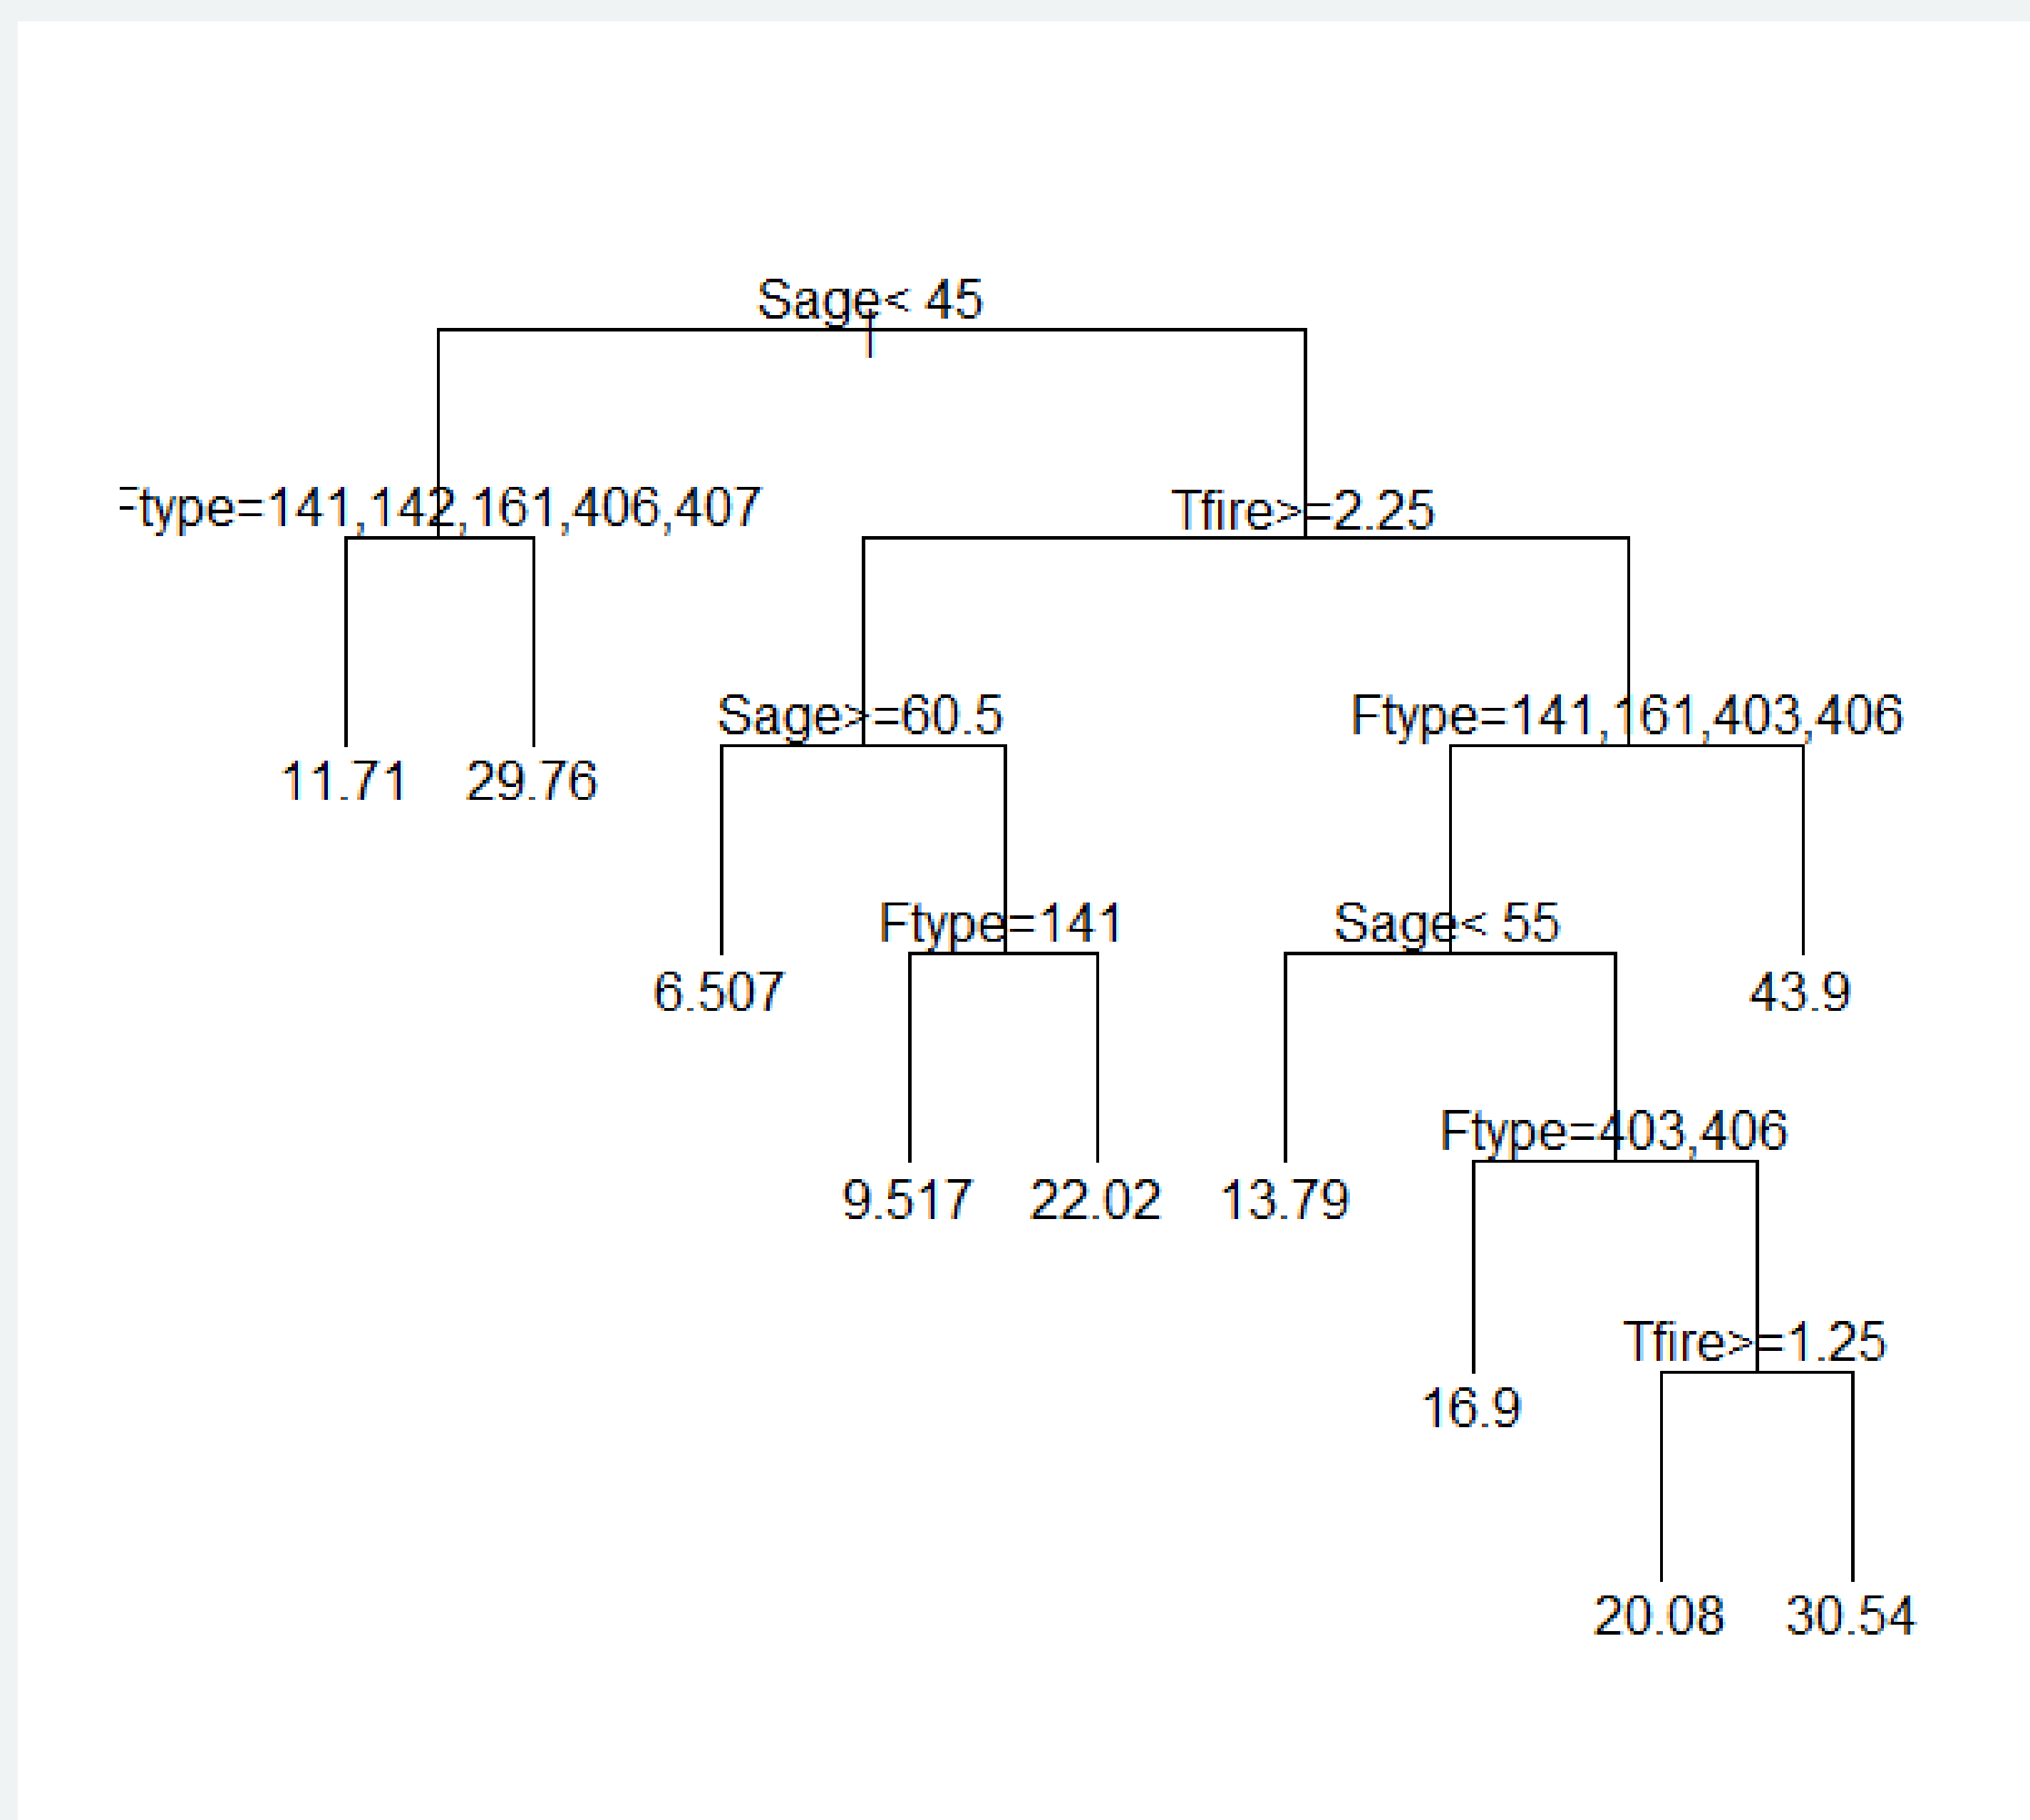 Sage< 45
Ftype=141,142,161,406,407
Tfire>=2.25
Sage>=60.5
Ftype=141,161,403,406
11.71
29.76
Ftype=141
Sage< 55
6.507
43.9
Ftype=403,406
9.517
22.02
13.79
Tfire>=1.25
16.9
20.08
30.54